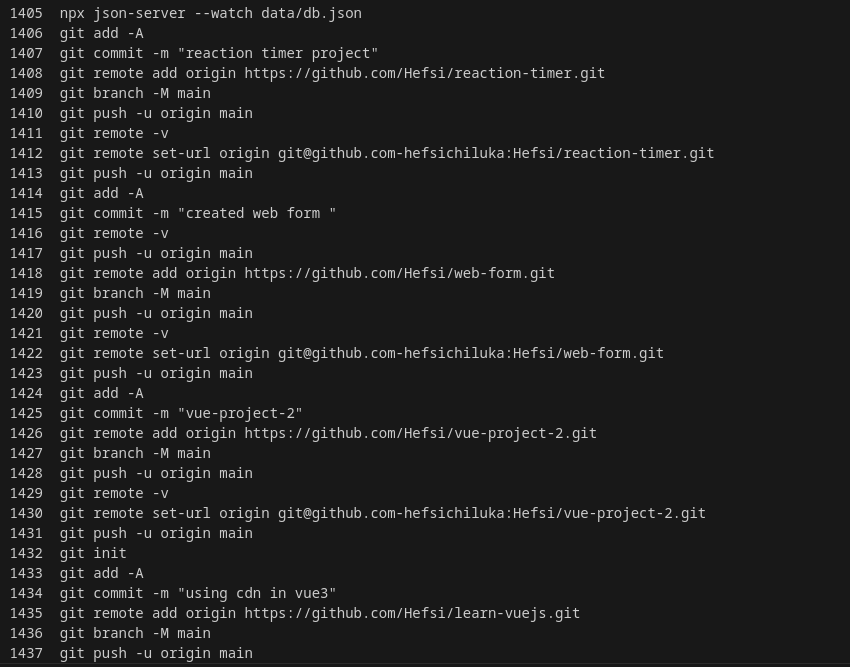 1405  npx json-server --watch data/db.json
1406  git add -A
1407  git commit -m "reaction timer project"
1408  git remote add origin https://github.com/Hefsi/reaction-timer.git
1409  git branch -M main
1410  git push -u origin main
1411  git remote -v
1412  git remote set-url origin git@github.com-hefsichiluka:Hefsi/reaction-timer.git
1413  git push -u origin main
1414  git add -A
1415  git commit -m "created web form "
1416  git remote -v
1417  git push -u origin main
1418  git remote add origin https://github.com/Hefsi/web-form.git
1419  git branch -M main
1420  git push -u origin main
1421  git remote -v
1422  git remote set-url origin git@github.com-hefsichiluka:Hefsi/web-form.git
1423  git push -u origin main
1424  git add -A
1425  git commit -m "vue-project-2"
1426  git remote add origin https://github.com/Hefsi/vue-project-2.git
1427  git branch -M main
1428  git push -u origin main
1429  git remote -v
1430  git remote set-url origin git@github.com-hefsichiluka:Hefsi/vue-project-2.git
1431  git push -u origin main
1432  git init
1433  git add -A
1434  git commit -m "using cdn in vue3"
1435  git remote add origin https://github.com/Hefsi/learn-vuejs.git
1436  git branch -M main
1437  git push -u origin main